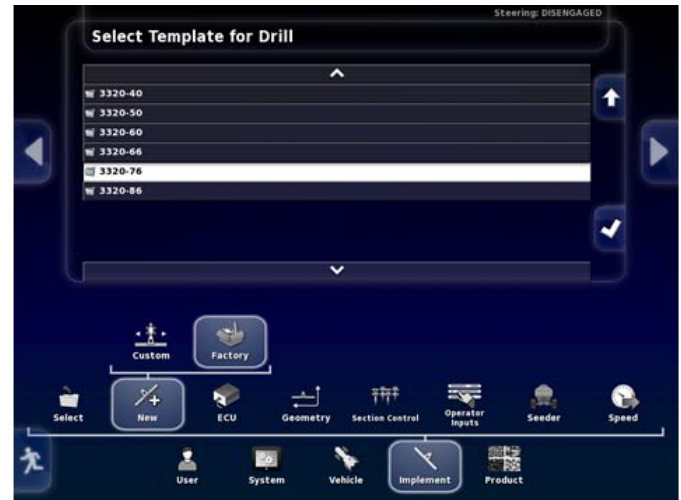 Steering: DISENGAGED
Select Template for Drill
3320-40
3320-50
3320-60
3320-66
3320-76
3320-86
Custom
Factory
Select
New
ECU
Geometry
Section Control
Operator
Inputs
Seeder
Speed
User
System
Vehicle
Implement
Product